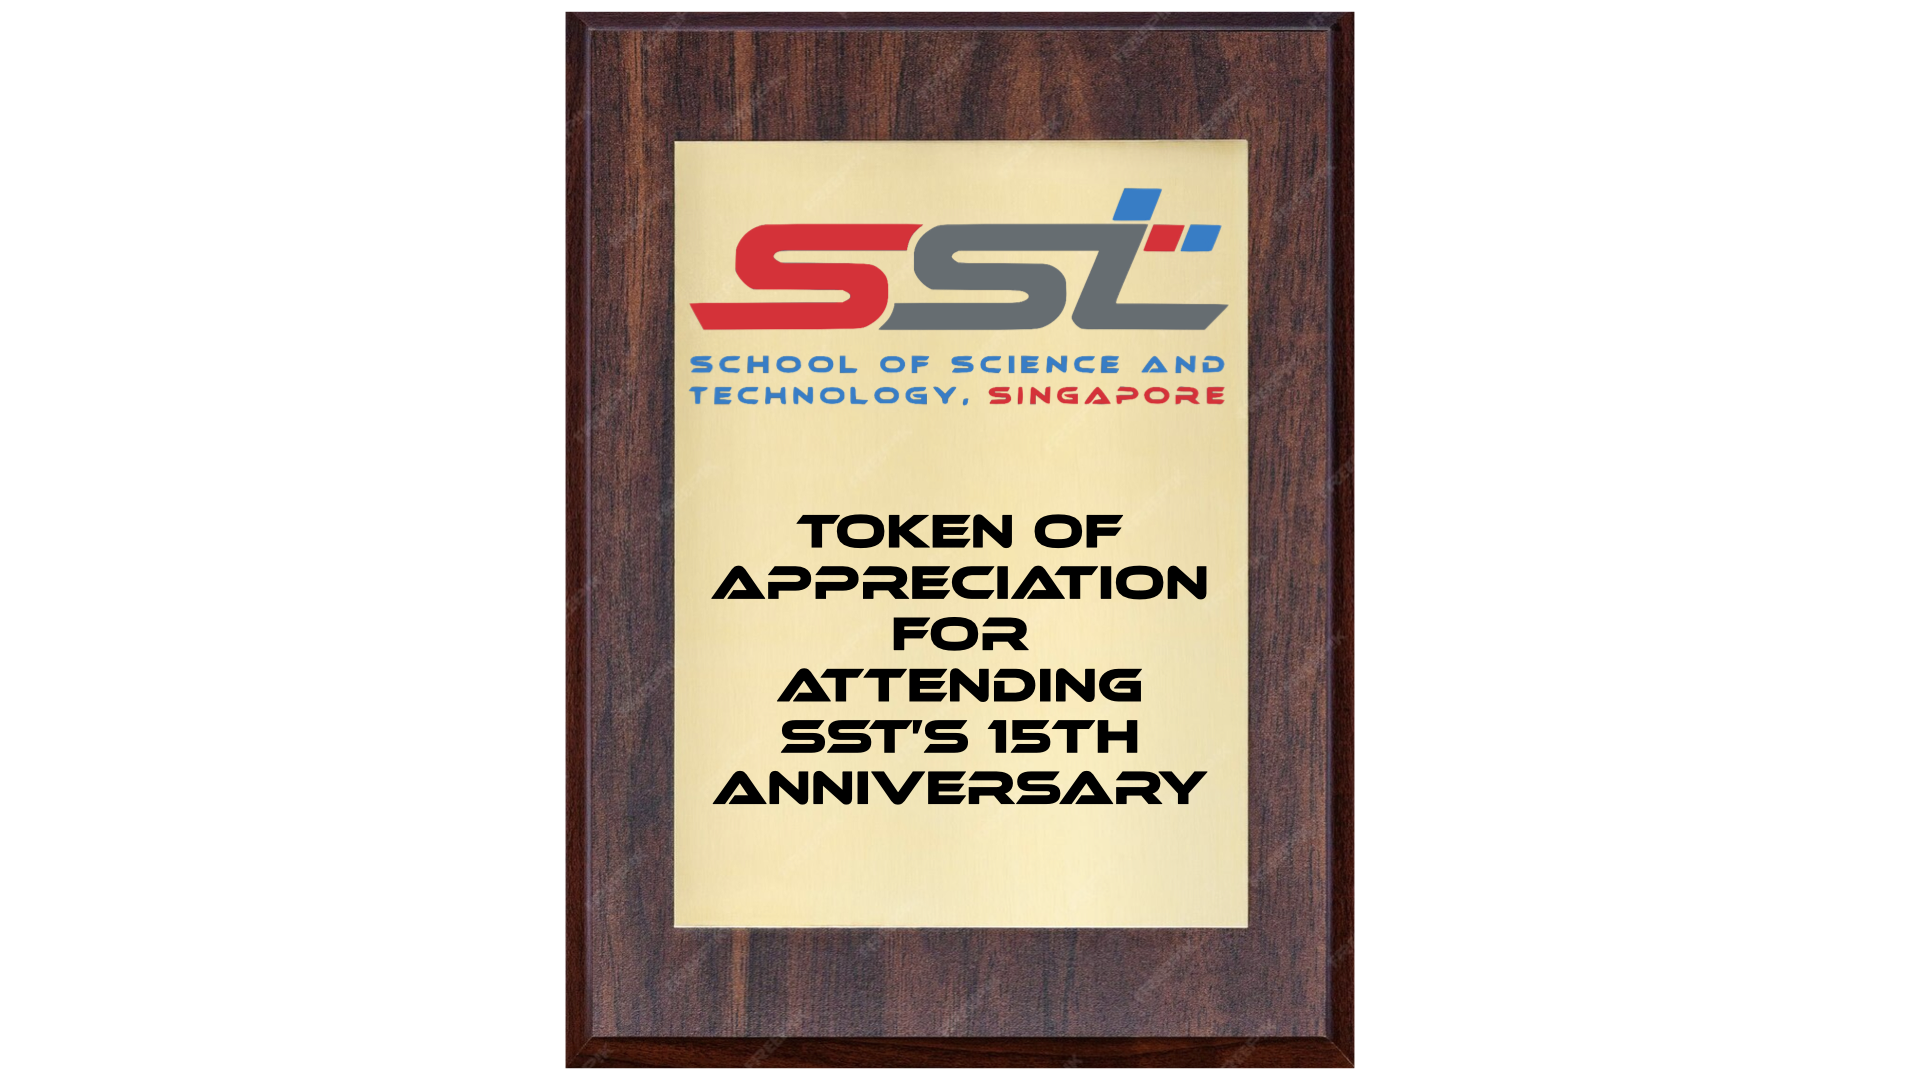 SST
SCHOOL OF SCIENCE AND
TECHNOLOGY, SINGAPORE
TOKEN OF
APPRECIATION
FOR
ATTENDING
SST'S 15TH
ANNIVERSARY